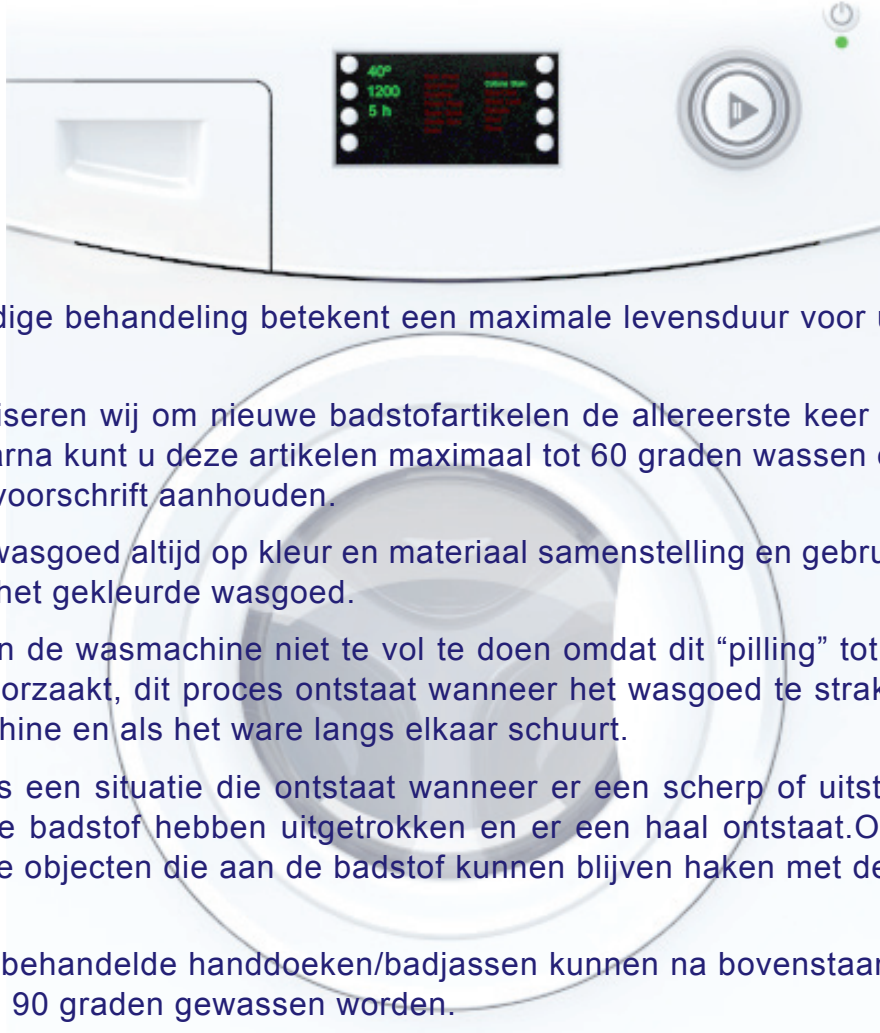 40°
1200
5 h
dige behandeling betekent een maximale levensduur voor u
iseren wij om nieuwe badstofartikelen de allereerste keer
arna kunt u deze artikelen maximaal tot 60 graden wassen
voorschrift aanhouden.
wasgoed altijd op kleur en materiaal samenstelling en gebru
het gekleurde wasgoed.
n de wasmachine niet te vol te doen omdat dit “pilling” tot
orzaakt, dit proces ontstaat wanneer het wasgoed te strak
hine en als het ware langs elkaar schuurt.
s een situatie die ontstaat wanneer er een scherp of uitst
e badstof hebben uitgetrokken en er een haal ontstaat.O
e objecten die aan de badstof kunnen blijven haken met de
behandelde handdoeken/badjassen kunnen na bovenstaar
90 graden gewassen worden.